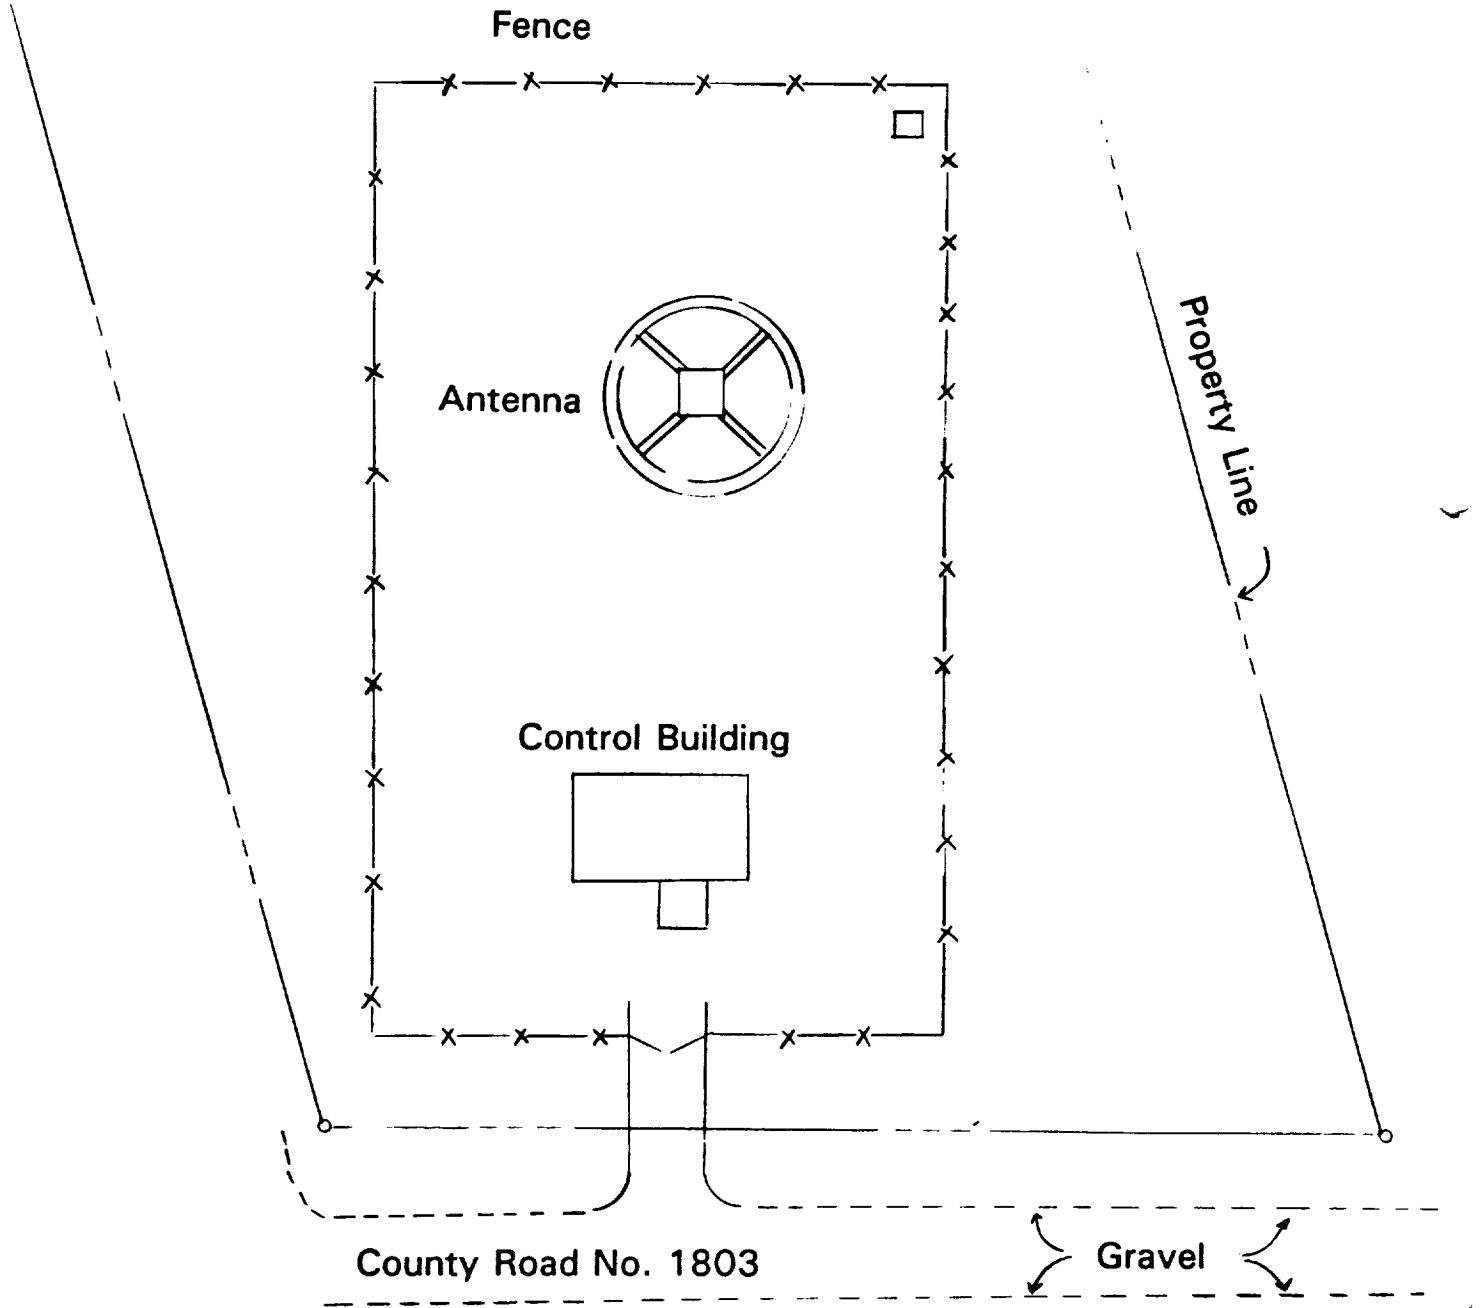 Fence
Antenna
Property Line
Control Building
County Road No. 1803
Gravel